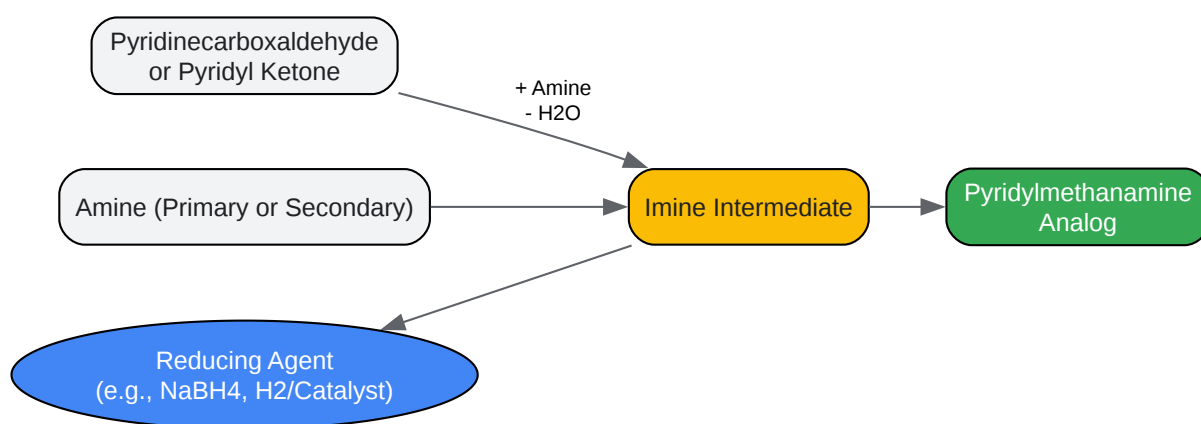 Pyridinecarboxaldehyde
or Pyridyl Ketone
+ Amine
- H2O
Amine (Primary or Secondary)
Imine Intermediate
Pyridylmethanamine
Analog
Reducing Agent
(e.g., NaBH4, H2/Catalyst)